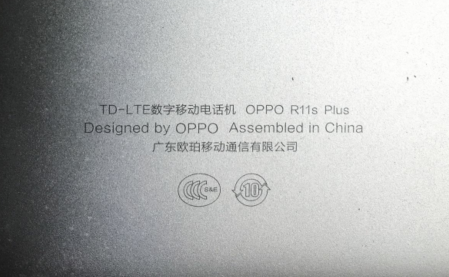 TD-LTE数字移动电话机 OPPO R11s Plus
Designed by OPPO Assembled in China
广东欧珀移动通信有限公司
CCC S&E 10